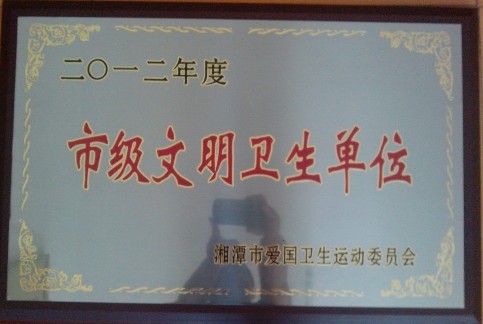 二〇一二年度
市级文明卫生单位
湘潭市爱国卫生运动委员会